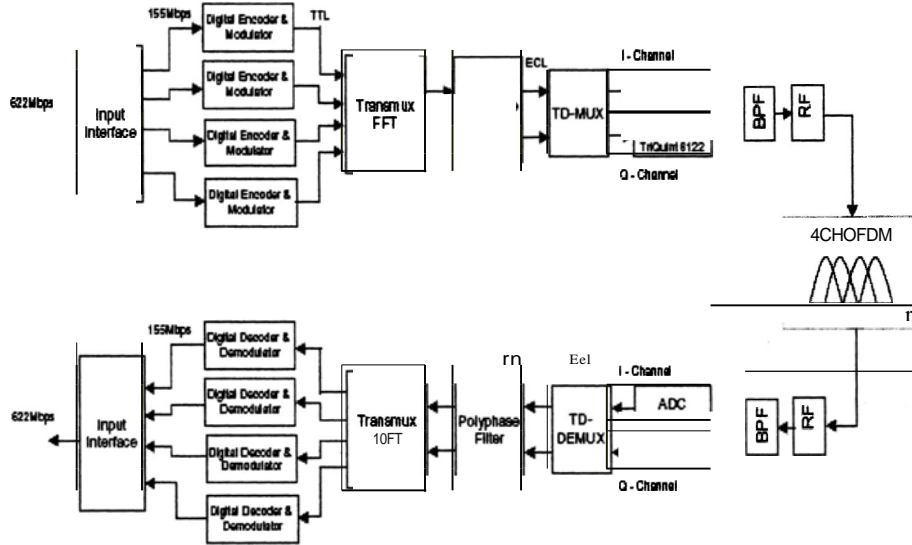 155Mbps
Digital Encoder &
Modulator
TTL
622Mbps
Input
Interface
Digital Encoder &
Modulator
Digital Encoder &
Modulator
Digital Encoder &
Modulator
Transmux
FFT
ECL
TD-MUX
I - Channel
TriQuint 6122
Q - Channel
BPF
RF
4CHOFDM
r
155Mbps
Digital Decoder &
Demodulator
622Mbps
Input
Interface
Digital Decoder &
Demodulator
Digital Decoder &
Demodulator
Digital Decoder &
Demodulator
Transmux
10FT
rn
Polyphase
Filter
Eel
TD-
DEMUX
I - Channel
ADC
Q - Channel
BPF
RF